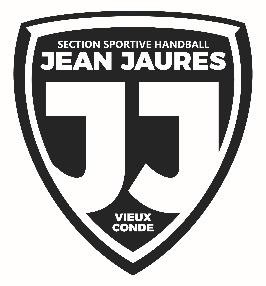 SECTION SPORTIVE HANDBALL
JEAN JAURES
JJ
VIEUX
CONDE